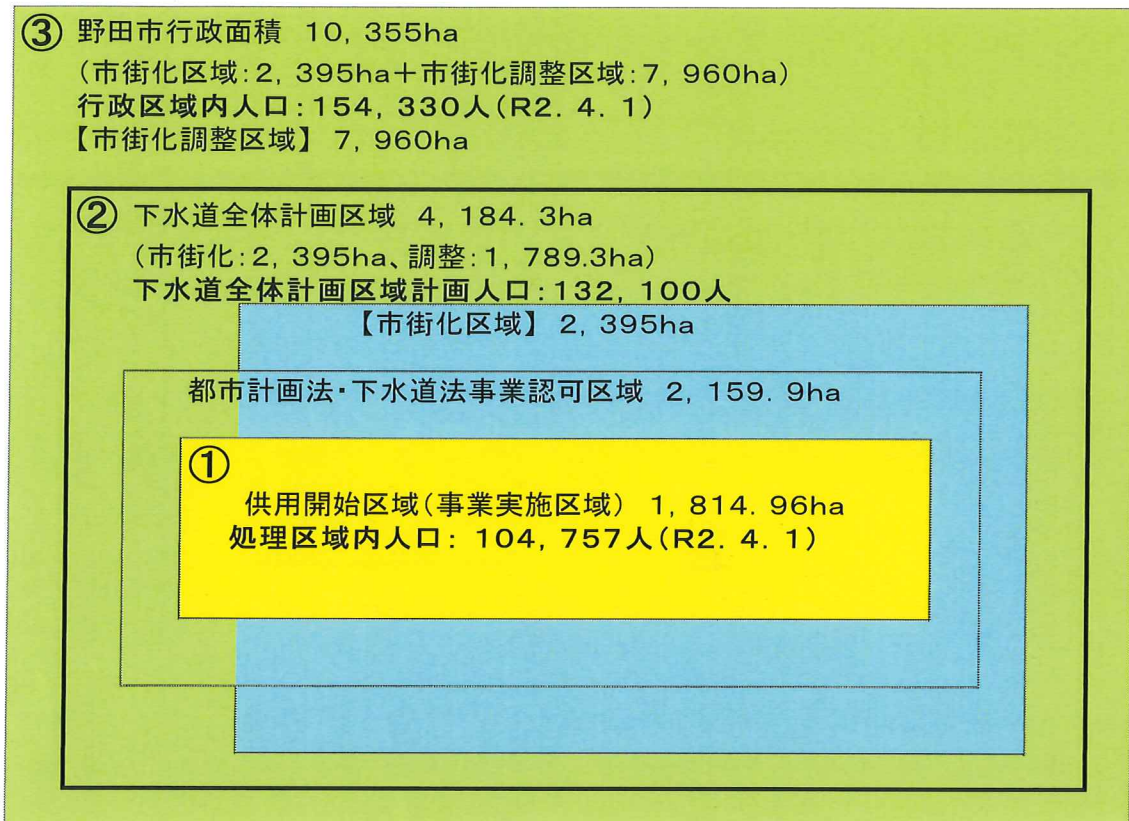 ③ 野田市行政面積 10, 355ha
(市街化区域:2, 395ha+市街化調整区域:7, 960ha)
行政区域内人口:154, 330人(R2. 4. 1)
【市街化調整区域】 7, 960ha
② 下水道全体計画区域 4, 184. 3ha
(市街化:2, 395ha、調整:1, 789.3ha)
下水道全体計画区域計画人口:132, 100人
【市街化区域】 2, 395ha
都市計画法・下水道法事業認可区域 2, 159. 9ha
①
供用開始区域(事業実施区域) 1, 814. 96ha
処理区域内人口: 104, 757人(R2. 4. 1)